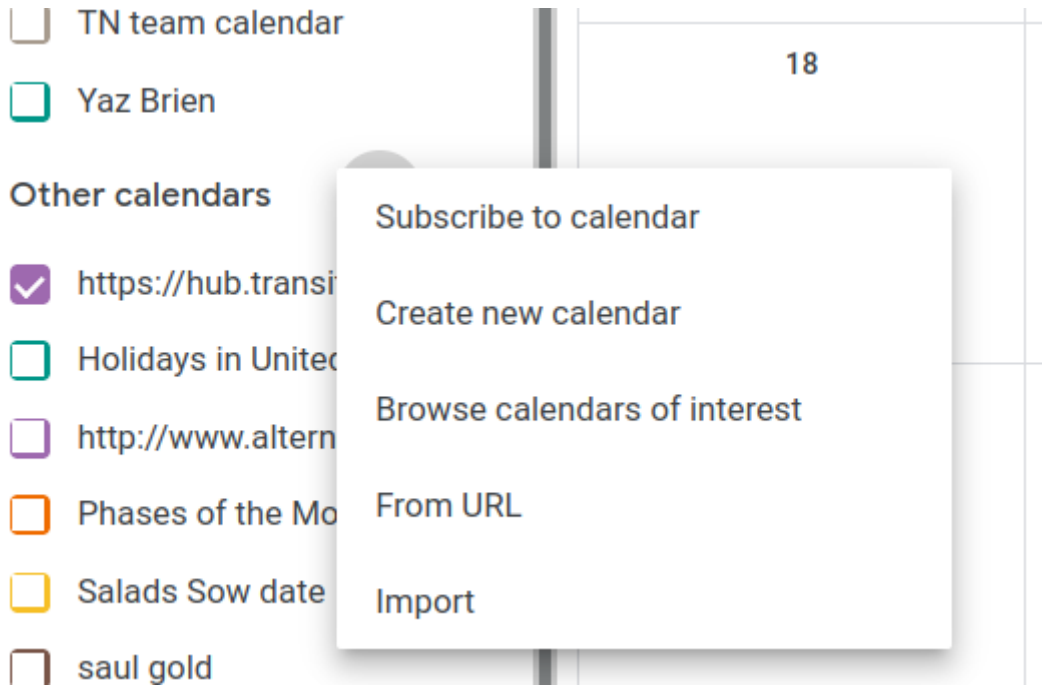 TN team calendar
18
Yaz Brien
Other calendars
https://hub.transi
Holidays in United
http://www.altern
Phases of the Mo
Salads Sow date
saul gold
Subscribe to calendar
Create new calendar
Browse calendars of interest
From URL
Import